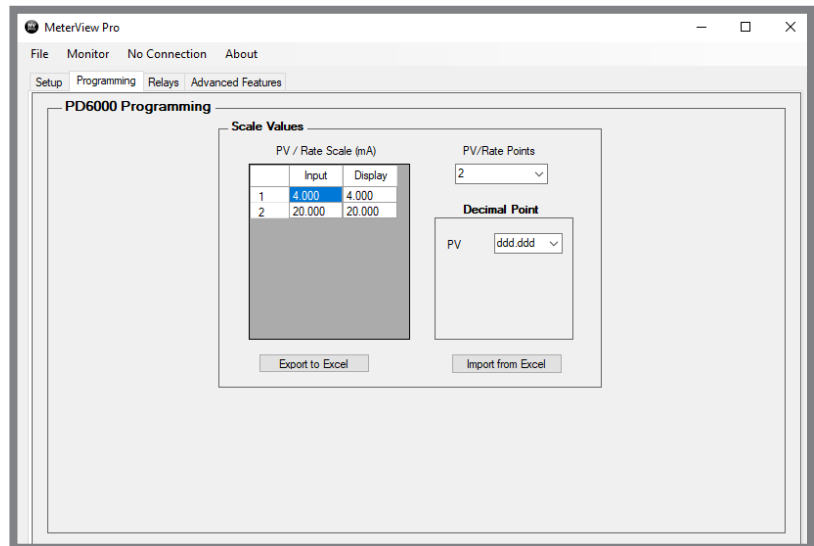 MeterView Pro
File Monitor No Connection About
Setup Programming Relays Advanced Features
PD6000 Programming
Scale Values
PV / Rate Scale (mA)
Input Display
1 4.000 4.000
2 20.000 20.000
PV/Rate Points
2
Decimal Point
PV ddd.ddd
Export to Excel
Import from Excel